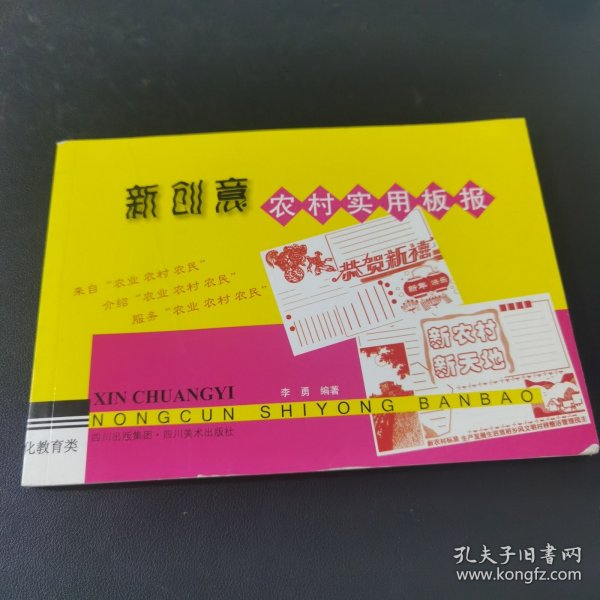 新创意 农村实用板报
来自“农业 农村 农民”
介绍“农业 农村 农民”
服务“农业 农村 农民”
恭贺新禧
新年
新农村
新天地
李勇 编著
XIN CHUANGYI
NONGCUN SHIYONG BANBAO
四川出版集团·四川美术出版社
化教育类
孔夫子旧书网
www.kongfz.com